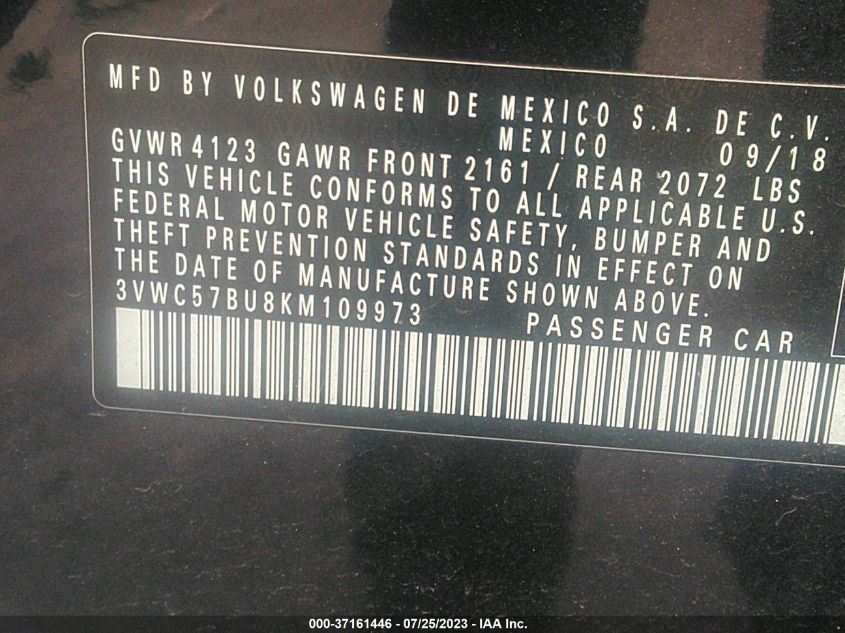 MFD BY VOLKSWAGEN DE MEXICO S.A. DE C.V.
MEXICO 09/18
GVWR 4123 GAWR FRONT 2161 / REAR 2072 LBS
THIS VEHICLE CONFORMS TO ALL APPLICABLE U.S.
FEDERAL MOTOR VEHICLE SAFETY, BUMPER AND
THEFT PREVENTION STANDARDS IN EFFECT ON
THE DATE OF MANUFACTURE SHOWN ABOVE.
3VWC57BU8KM109973 PASSENGER CAR
000-37161446 - 07/25/2023 - IAA Inc.